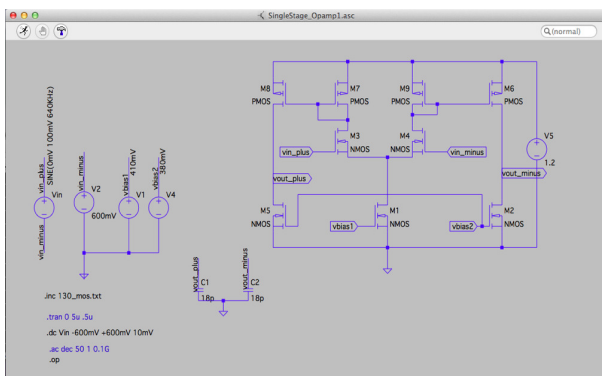 SingleStage_Opamp1.asc
(normal)
M8
PMOS
M7
PMOS
M9
PMOS
M6
PMOS
M3
NMOS
M4
NMOS
vin_plus
vin_minus
V5
1.2
vout_plus
vout_minus
M5
NMOS
M1
NMOS
M2
NMOS
vbias1
vbias2
vin_plus
SINE(0mV 100mV 640KHz)
Vin
vin_minus
vin_minus
V2
600mV
vbias1
410mV
V1
vbias2
380mV
V4
vout_plus
C1
18p
vout_minus
C2
18p
.inc 130_mos.txt
.tran 0 5u .5u
.dc Vin -600mV +600mV 10mV
.ac dec 50 1 0.1G
.op